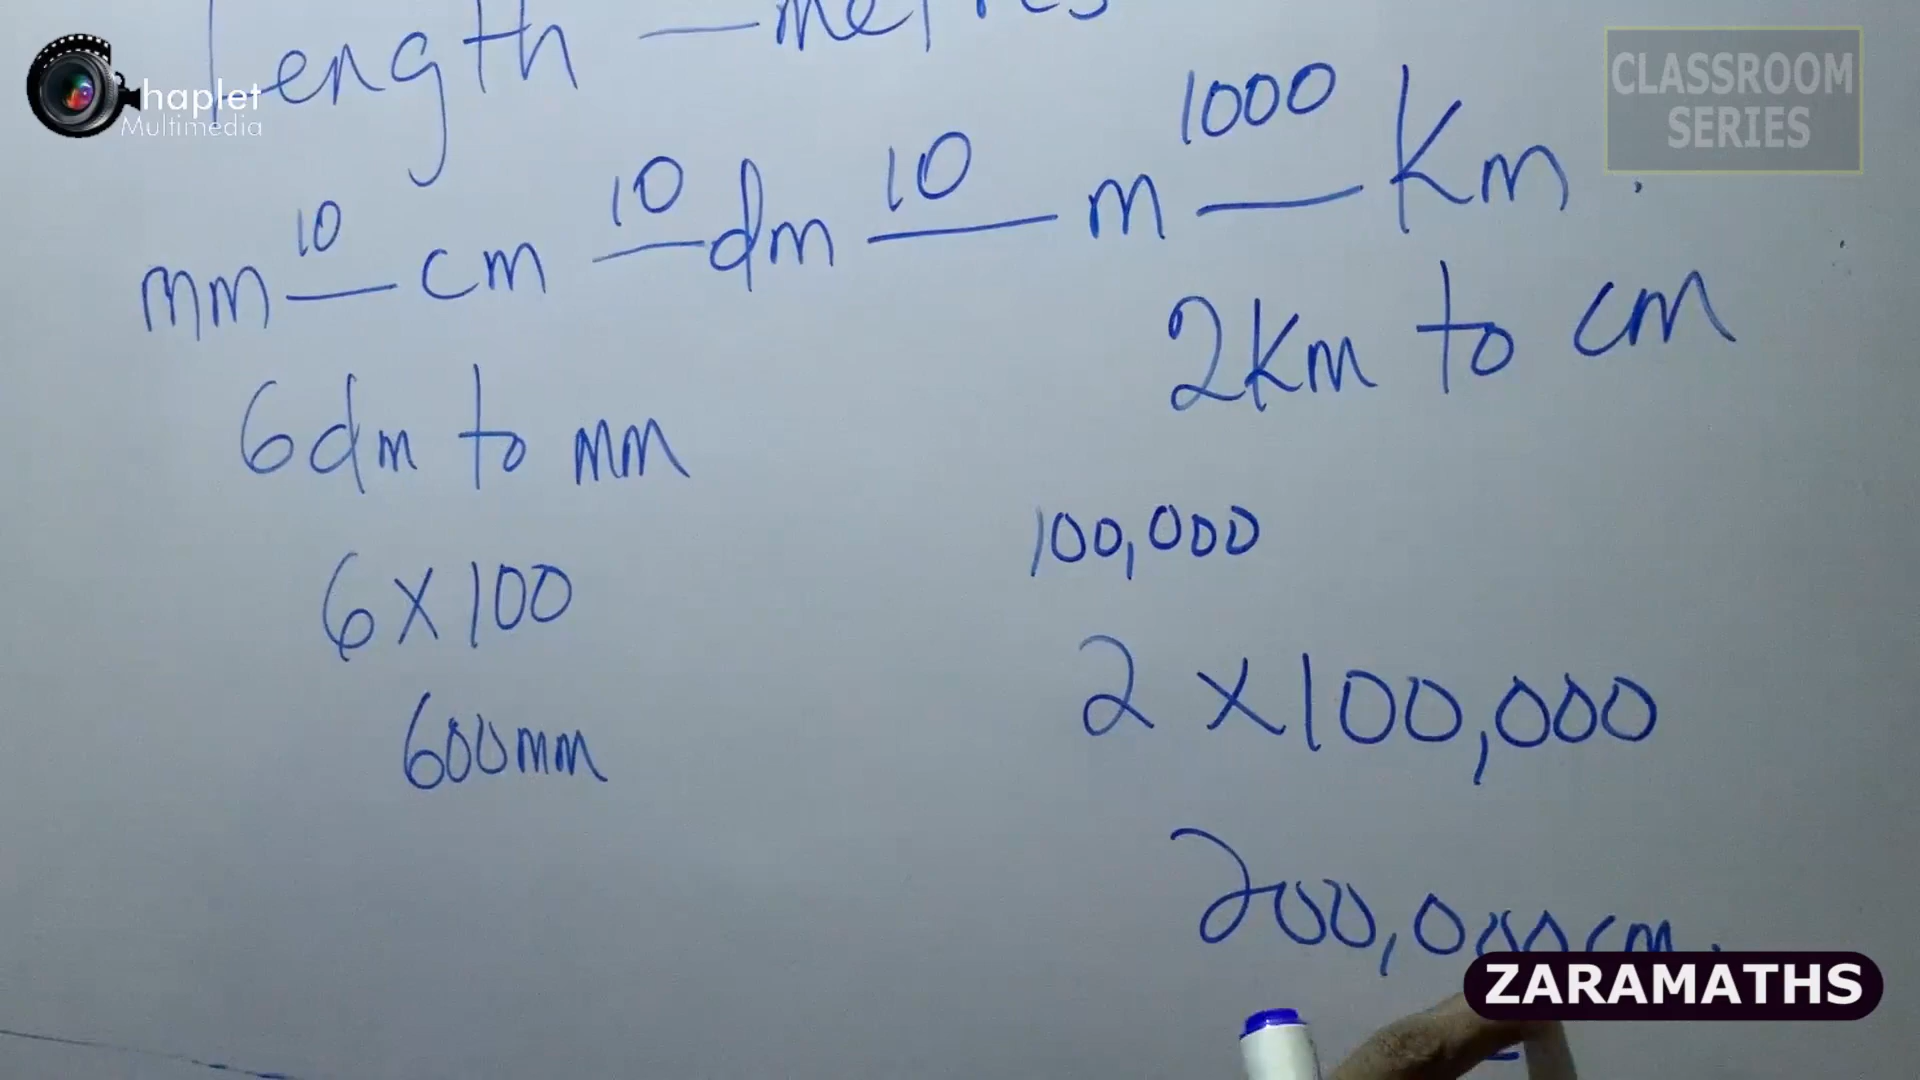 Length — metres
haplet
Multimedia
CLASSROOM
SERIES
10 10 10 1000
mm — cm — dm — m — Km .
6dm to mm
6 X 100
600mm
2Km to cm
100,000
2 X 100,000
200,000cm.
ZARAMATHS